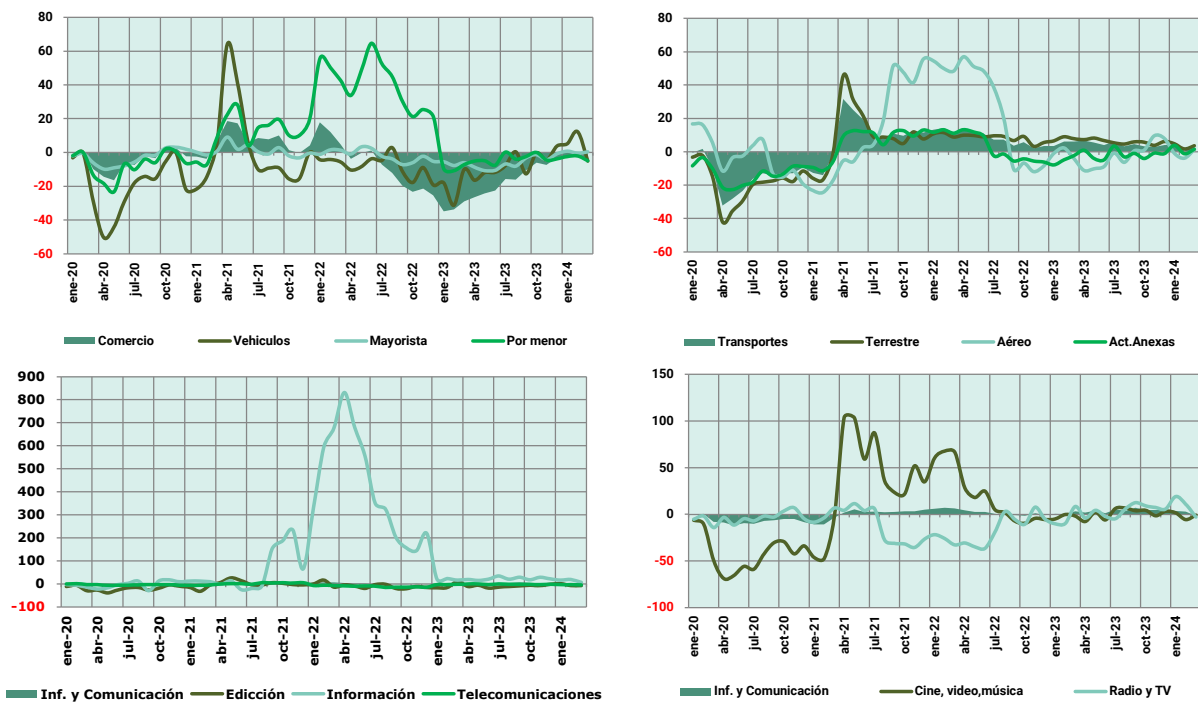 80
60
40
20
0
-20
-40
-60
ene-20
abr-20
jul-20
oct-20
ene-21
abr-21
jul-21
oct-21
ene-22
abr-22
jul-22
oct-22
ene-23
abr-23
jul-23
oct-23
ene-24
Comercio Vehiculos Mayorista Por menor
80
60
40
20
0
-20
-40
-60
ene-20
abr-20
jul-20
oct-20
ene-21
abr-21
jul-21
oct-21
ene-22
abr-22
jul-22
oct-22
ene-23
abr-23
jul-23
oct-23
ene-24
Transportes Terrestre Aéreo Act.Anexas
900
800
700
600
500
400
300
200
100
0
-100
ene-20
abr-20
jul-20
oct-20
ene-21
abr-21
jul-21
oct-21
ene-22
abr-22
jul-22
oct-22
ene-23
abr-23
jul-23
oct-23
ene-24
Inf. y Comunicación Edicción Información Telecomunicaciones
150
100
50
0
-50
-100
ene-20
abr-20
jul-20
oct-20
ene-21
abr-21
jul-21
oct-21
ene-22
abr-22
jul-22
oct-22
ene-23
abr-23
jul-23
oct-23
ene-24
Inf. y Comunicación Cine, video,música Radio y TV